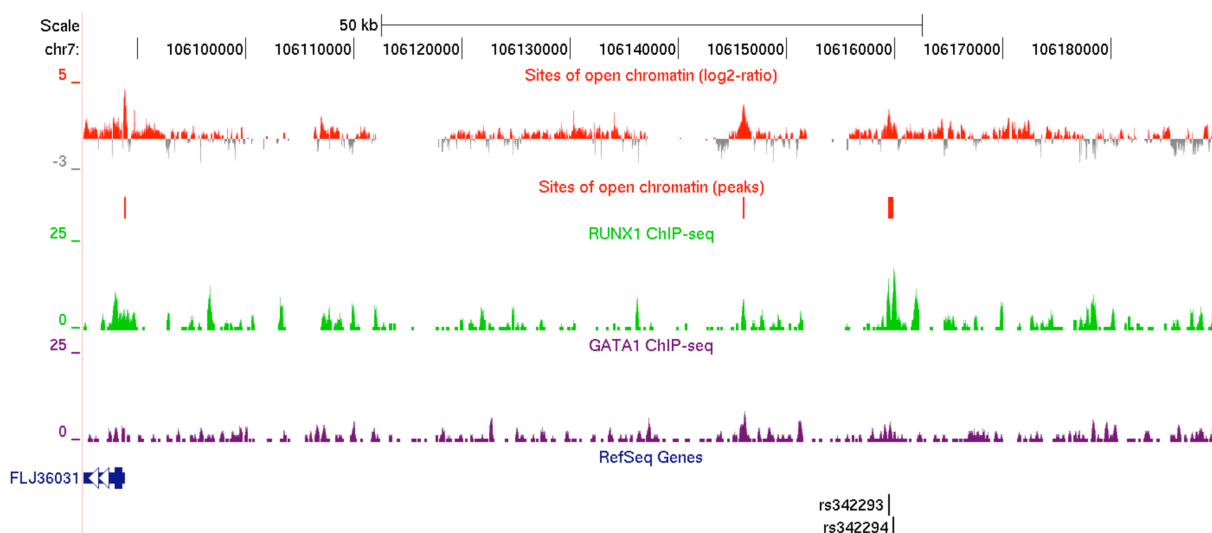 Scale 50 kb
chr7: 106100000 106110000 106120000 106130000 106140000 106150000 106160000 106170000 106180000
Sites of open chromatin (log2-ratio)
5
-3
Sites of open chromatin (peaks)
RUNX1 ChIP-seq
25
0
GATA1 ChIP-seq
25
0
RefSeq Genes
FLJ36031
rs342293
rs342294